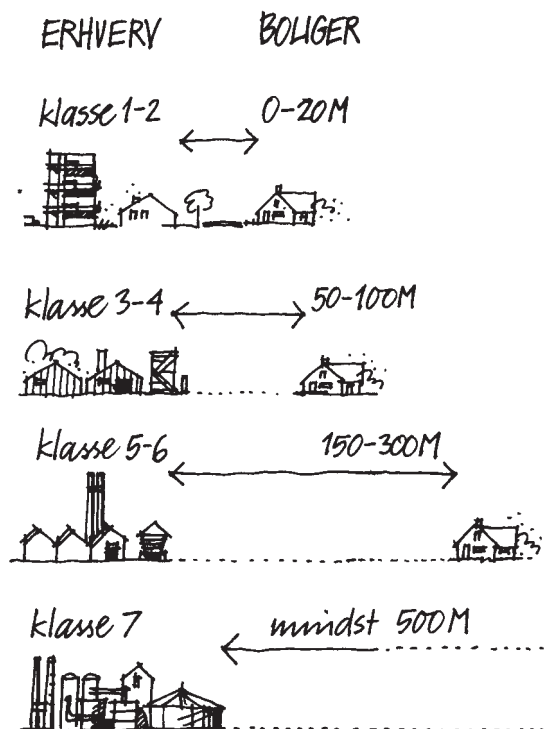 ERHVERV BOLIGER
klasse 1-2 0-20M
klasse 3-4 50-100M
klasse 5-6 150-300M
klasse 7 mindst 500M